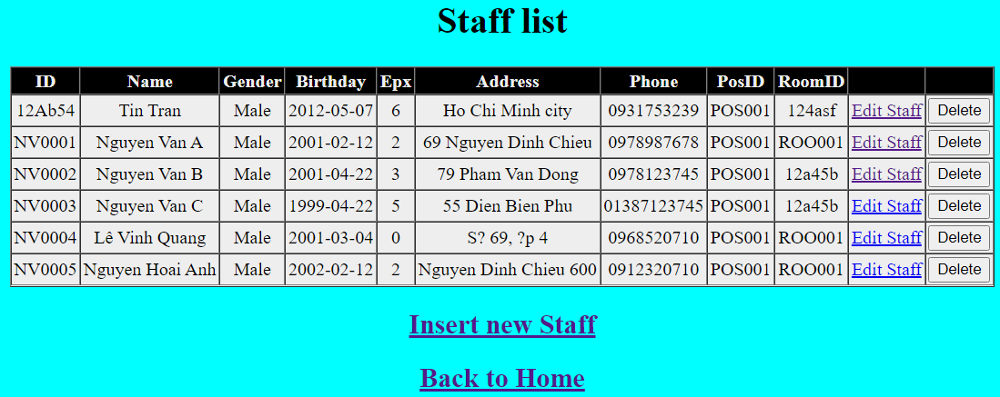 Staff list
ID Name Gender Birthday Epx Address Phone PosID RoomID
12Ab54 Tin Tran Male 2012-05-07 6 Ho Chi Minh city 0931753239 POS001 124asf Edit Staff Delete
NV0001 Nguyen Van A Male 2001-02-12 2 69 Nguyen Dinh Chieu 0978987678 POS001 ROO001 Edit Staff Delete
NV0002 Nguyen Van B Male 2001-04-22 3 79 Pham Van Dong 0978123745 POS001 12a45b Edit Staff Delete
NV0003 Nguyen Van C Male 1999-04-22 5 55 Dien Bien Phu 01387123745 POS001 12a45b Edit Staff Delete
NV0004 Lê Vinh Quang Male 2001-03-04 0 S? 69, ?p 4 0968520710 POS001 ROO001 Edit Staff Delete
NV0005 Nguyen Hoai Anh Male 2002-02-12 2 Nguyen Dinh Chieu 600 0912320710 POS001 ROO001 Edit Staff Delete
Insert new Staff
Back to Home